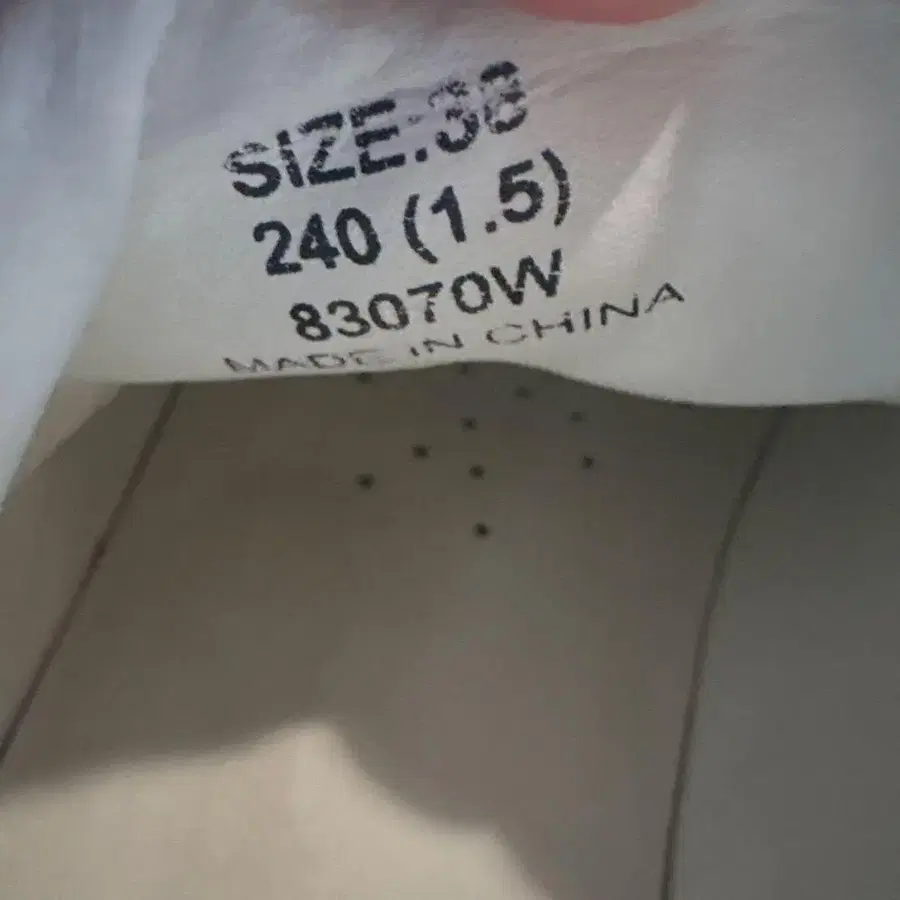 SIZE:38
240 (1.5)
83070W
MADE IN CHINA